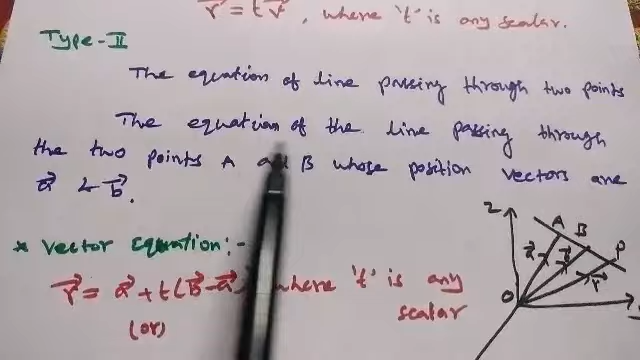 r⃗ = t r⃗, where 't' is any scalar.
Type-II
The equation of line passing through two points
The equation of the line passing through
the two points A and B whose position vectors are
a⃗ & b⃗.
* Vector equation:-
r⃗ = a⃗ + t(b⃗-a⃗) where 't' is any
scalar
(or)
Z
A B P
a⃗ b⃗ r⃗
O